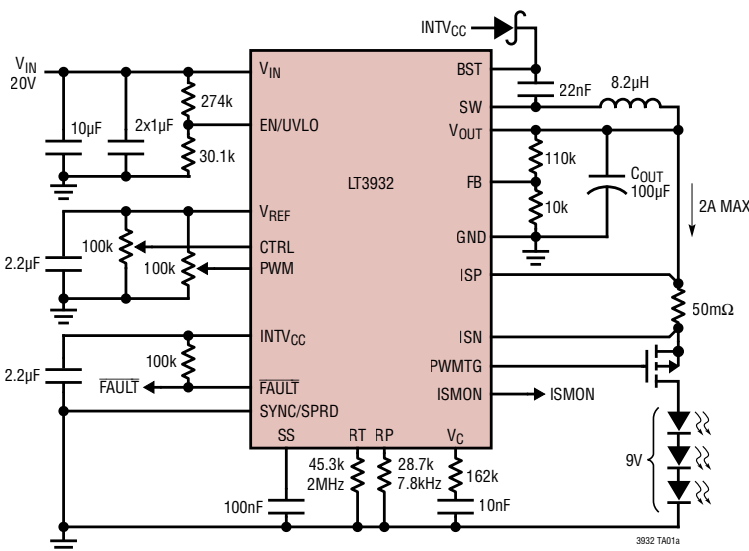 INTVCC
VIN
20V
10µF
2x1µF
274k
30.1k
VIN
EN/UVLO
VREF
CTRL
PWM
INTVCC
FAULT
SYNC/SPRD
SS
RT
RP
VC
LT3932
BST
SW
VOUT
FB
GND
ISP
ISN
PWMTG
ISMON
22nF
8.2µH
110k
10k
COUT
100µF
2A MAX
50mΩ
ISMON
9V
2.2µF
100k
100k
2.2µF
100k
FAULT
100nF
45.3k
2MHz
28.7k
7.8kHz
162k
10nF
3932 TA01a